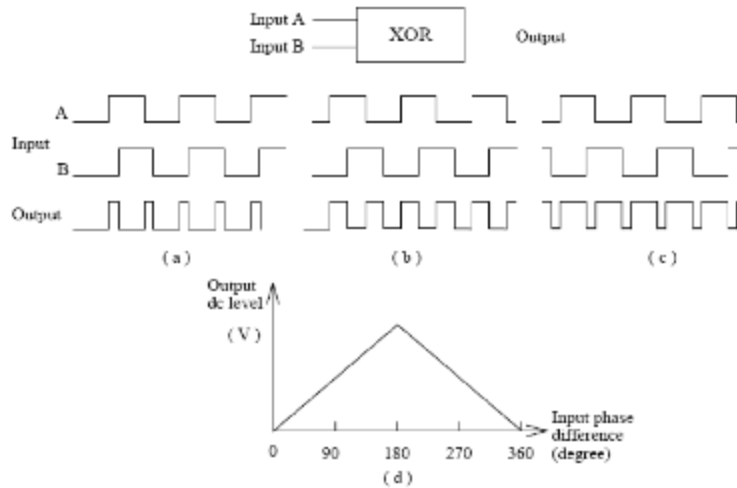 Input A
XOR
Output
Input B
A
Input
B
Output
( a )
( b )
( c )
Output
dc level
( V )
Input phase
difference
(degree)
0 90 180 270 360
( d )